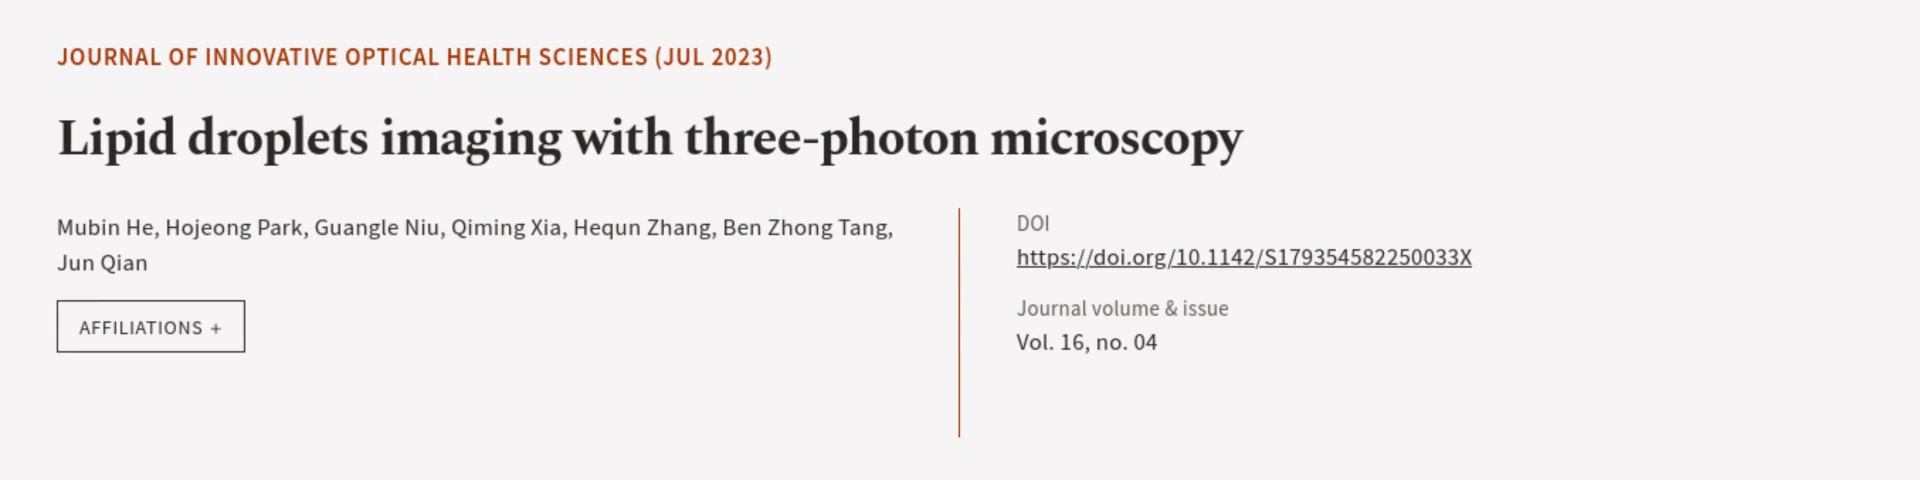 JOURNAL OF INNOVATIVE OPTICAL HEALTH SCIENCES (JUL 2023)
Lipid droplets imaging with three-photon microscopy
Mubin He, Hojeong Park, Guangle Niu, Qiming Xia, Hequn Zhang, Ben Zhong Tang,
Jun Qian
AFFILIATIONS +
DOI
https://doi.org/10.1142/S179354582250033X
Journal volume & issue
Vol. 16, no. 04